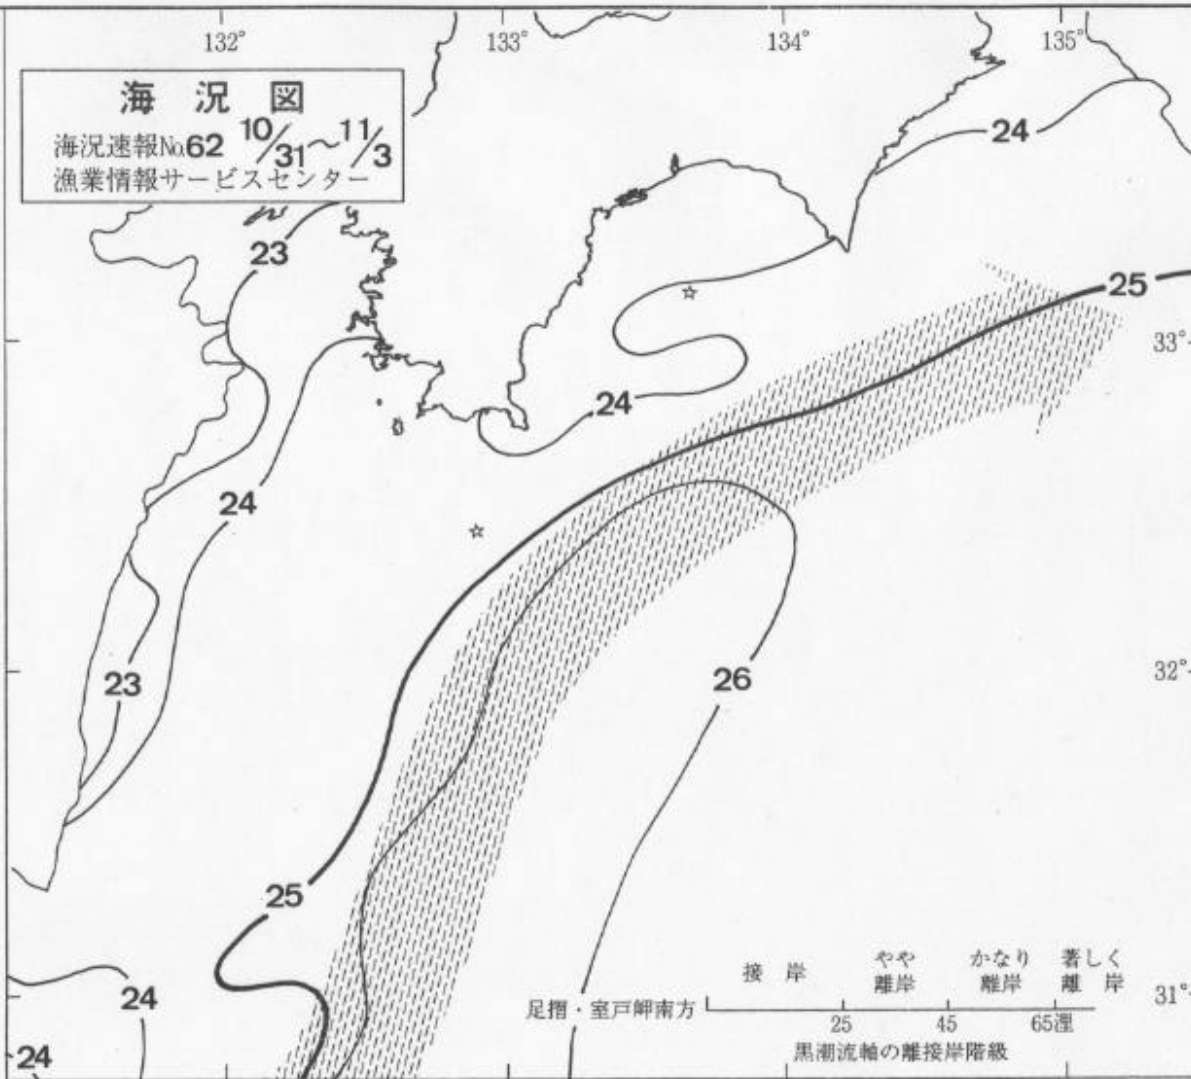 132° 133° 134° 135°
海況図
海況速報No.62 10/31～11/3
漁業情報サービスセンター
24
23
25
33°
24
24
32°
23
26
25
24
24
接岸 やや離岸 かなり離岸 著しく離岸
31°
足摺・室戸岬南方
25 45 65浬
黒潮流軸の離接岸階級